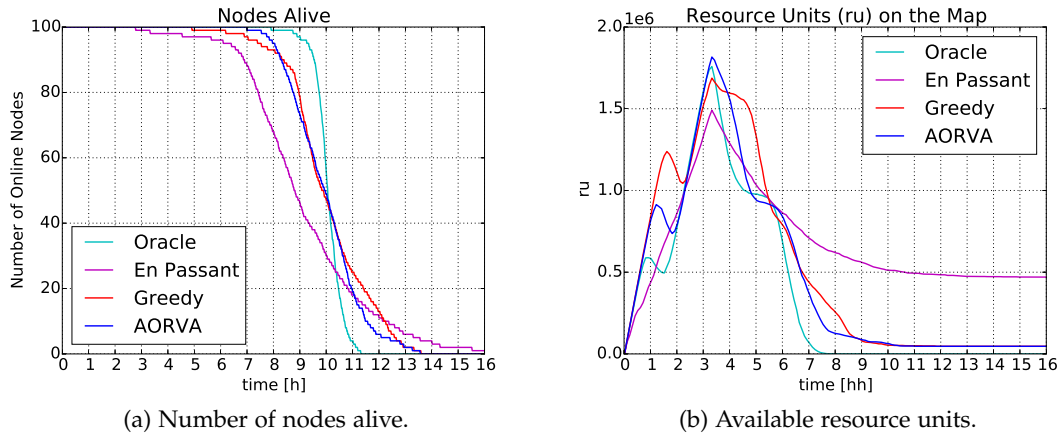 Nodes Alive
100
80
60
40
20
0
Number of Online Nodes
Oracle
En Passant
Greedy
AORVA
0 1 2 3 4 5 6 7 8 9 10 11 12 13 14 15 16
time [h]
(a) Number of nodes alive.
Resource Units (ru) on the Map
1e6
2.0
1.5
1.0
0.5
0.0
ru
Oracle
En Passant
Greedy
AORVA
0 1 2 3 4 5 6 7 8 9 10 11 12 13 14 15 16
time [hh]
(b) Available resource units.